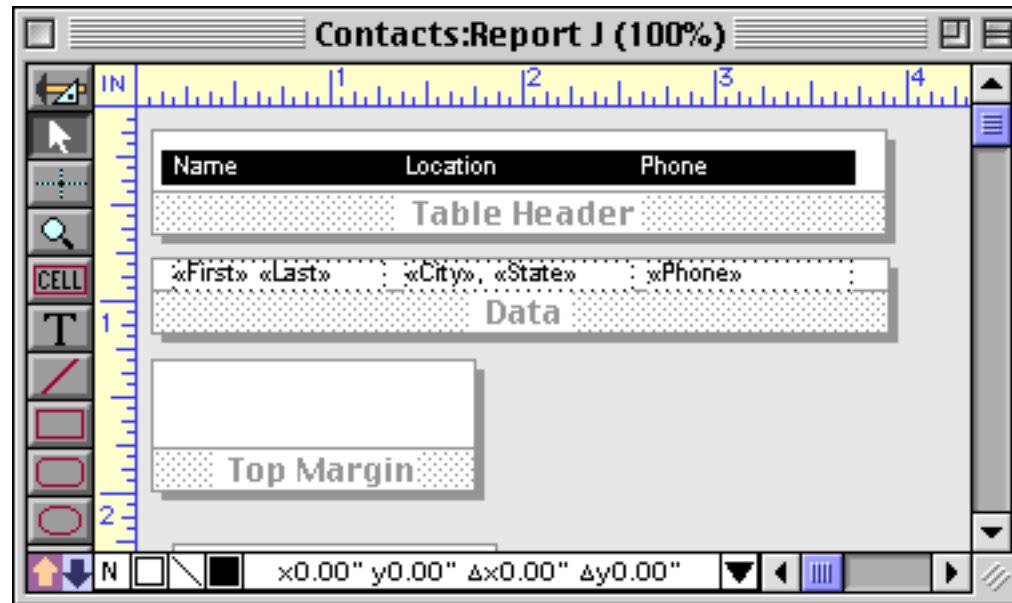 Contacts:Report J (100%)
IN 1 2 3 4
Name Location Phone
Table Header
«First» «Last» «City», «State» «Phone»
CELL
Data
T
1
Top Margin
2
N x0.00" y0.00" Δx0.00" Δy0.00"